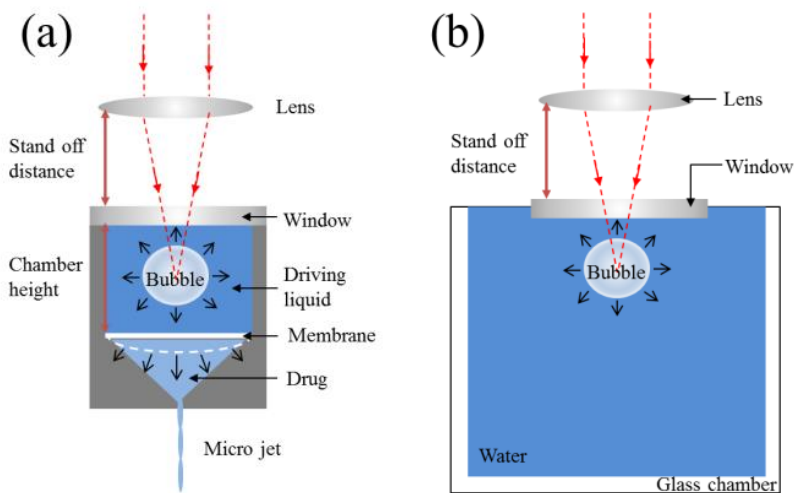 (a)
Lens
Stand off
distance
Window
Chamber
height
Bubble
Driving
liquid
Membrane
Drug
Micro jet
(b)
Lens
Stand off
distance
Window
Bubble
Water
Glass chamber